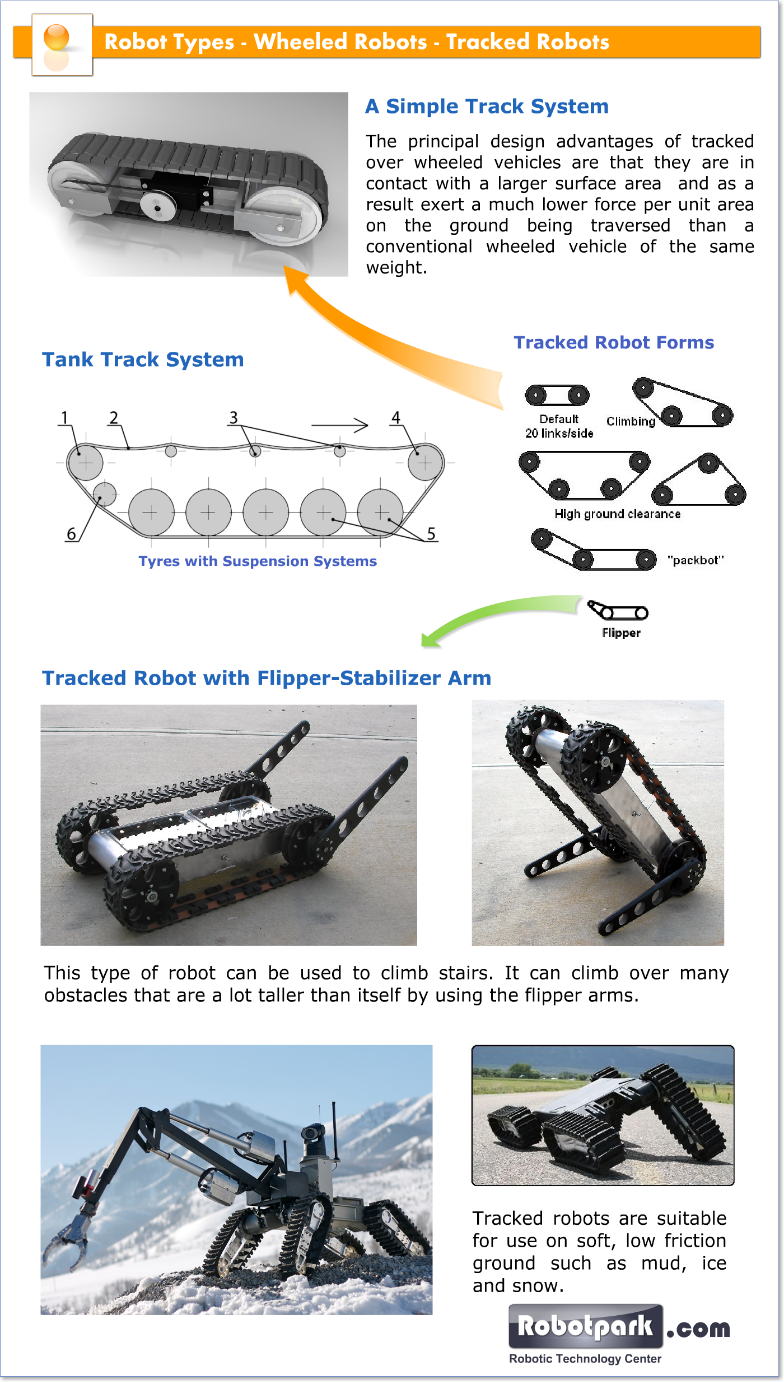 Robot Types - Wheeled Robots - Tracked Robots
A Simple Track System
The principal design advantages of tracked
over wheeled vehicles are that they are in
contact with a larger surface area and as a
result exert a much lower force per unit area
on the ground being traversed than a
conventional wheeled vehicle of the same
weight.
Tank Track System
1 2 3 4
6 5
Tyres with Suspension Systems
Tracked Robot Forms
Default
20 links/side
Climbing
High ground clearance
"packbot"
Flipper
Tracked Robot with Flipper-Stabilizer Arm
This type of robot can be used to climb stairs. It can climb over many
obstacles that are a lot taller than itself by using the flipper arms.
Tracked robots are suitable
for use on soft, low friction
ground such as mud, ice
and snow.
Robotpark.com
Robotic Technology Center